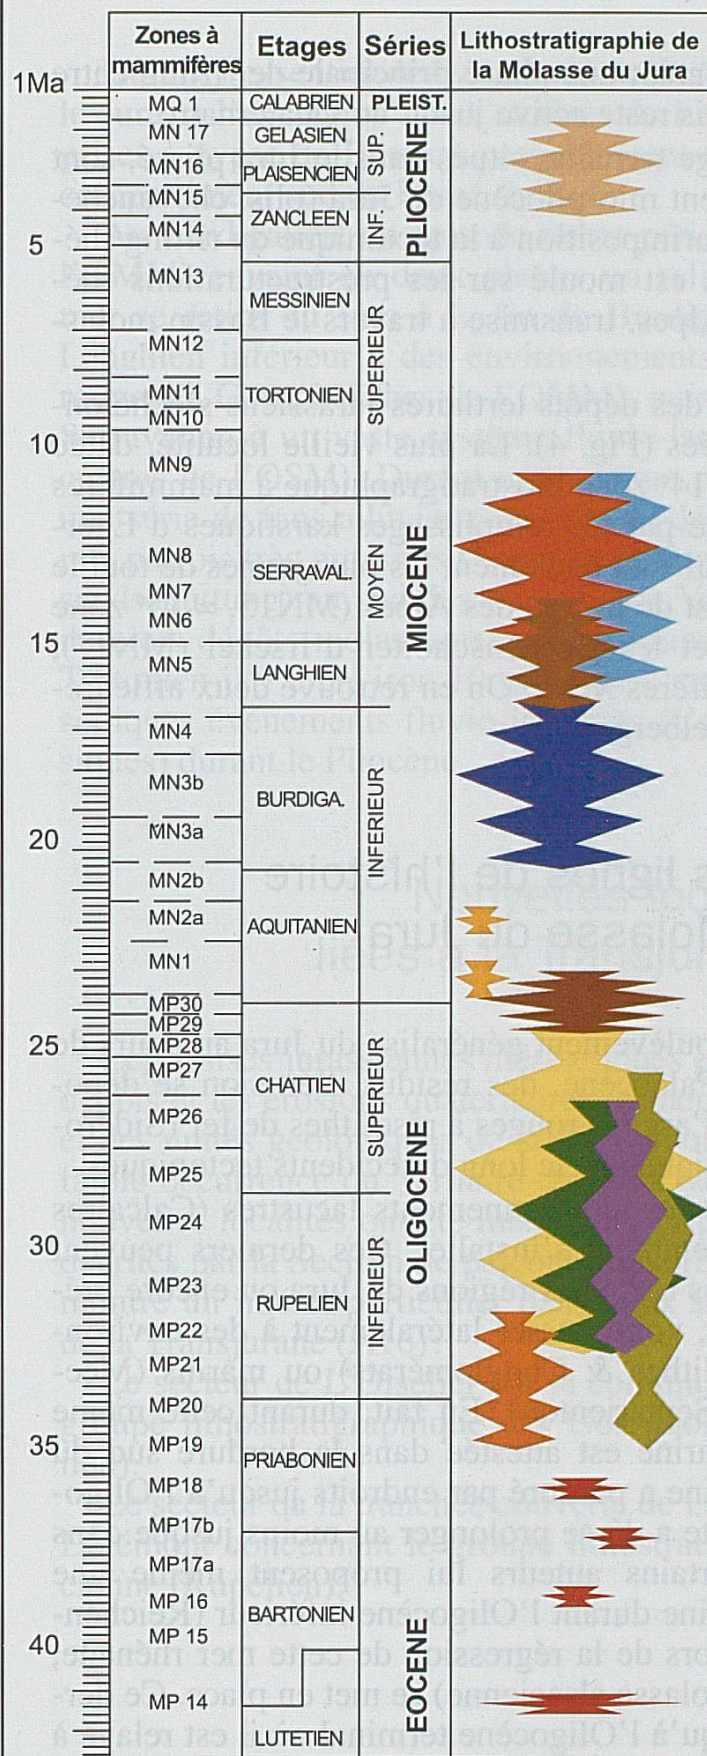 Zones à
mammifères
Etages
Séries
Lithostratigraphie de
la Molasse du Jura
1Ma
5
10
15
20
25
30
35
40
MQ 1
MN 17
MN16
MN15
MN14
MN13
MN12
MN11
MN10
MN9
MN8
MN7
MN6
MN5
MN4
MN3b
MN3a
MN2b
MN2a
MN1
MP30
MP29
MP28
MP27
MP26
MP25
MP24
MP23
MP22
MP21
MP20
MP19
MP18
MP17b
MP17a
MP 16
MP 15
MP 14
CALABRIEN
GELASIEN
PLAISENCIEN
ZANCLEEN
MESSINIEN
TORTONIEN
SERRAVAL.
LANGHIEN
BURDIGA.
AQUITANIEN
CHATTIEN
RUPELIEN
PRIABONIEN
BARTONIEN
LUTETIEN
PLEIST.
SUP.
INF.
PLIOCENE
SUPERIEUR
MOYEN
INFERIEUR
MIOCENE
SUPERIEUR
INFERIEUR
OLIGOCENE
EOCENE